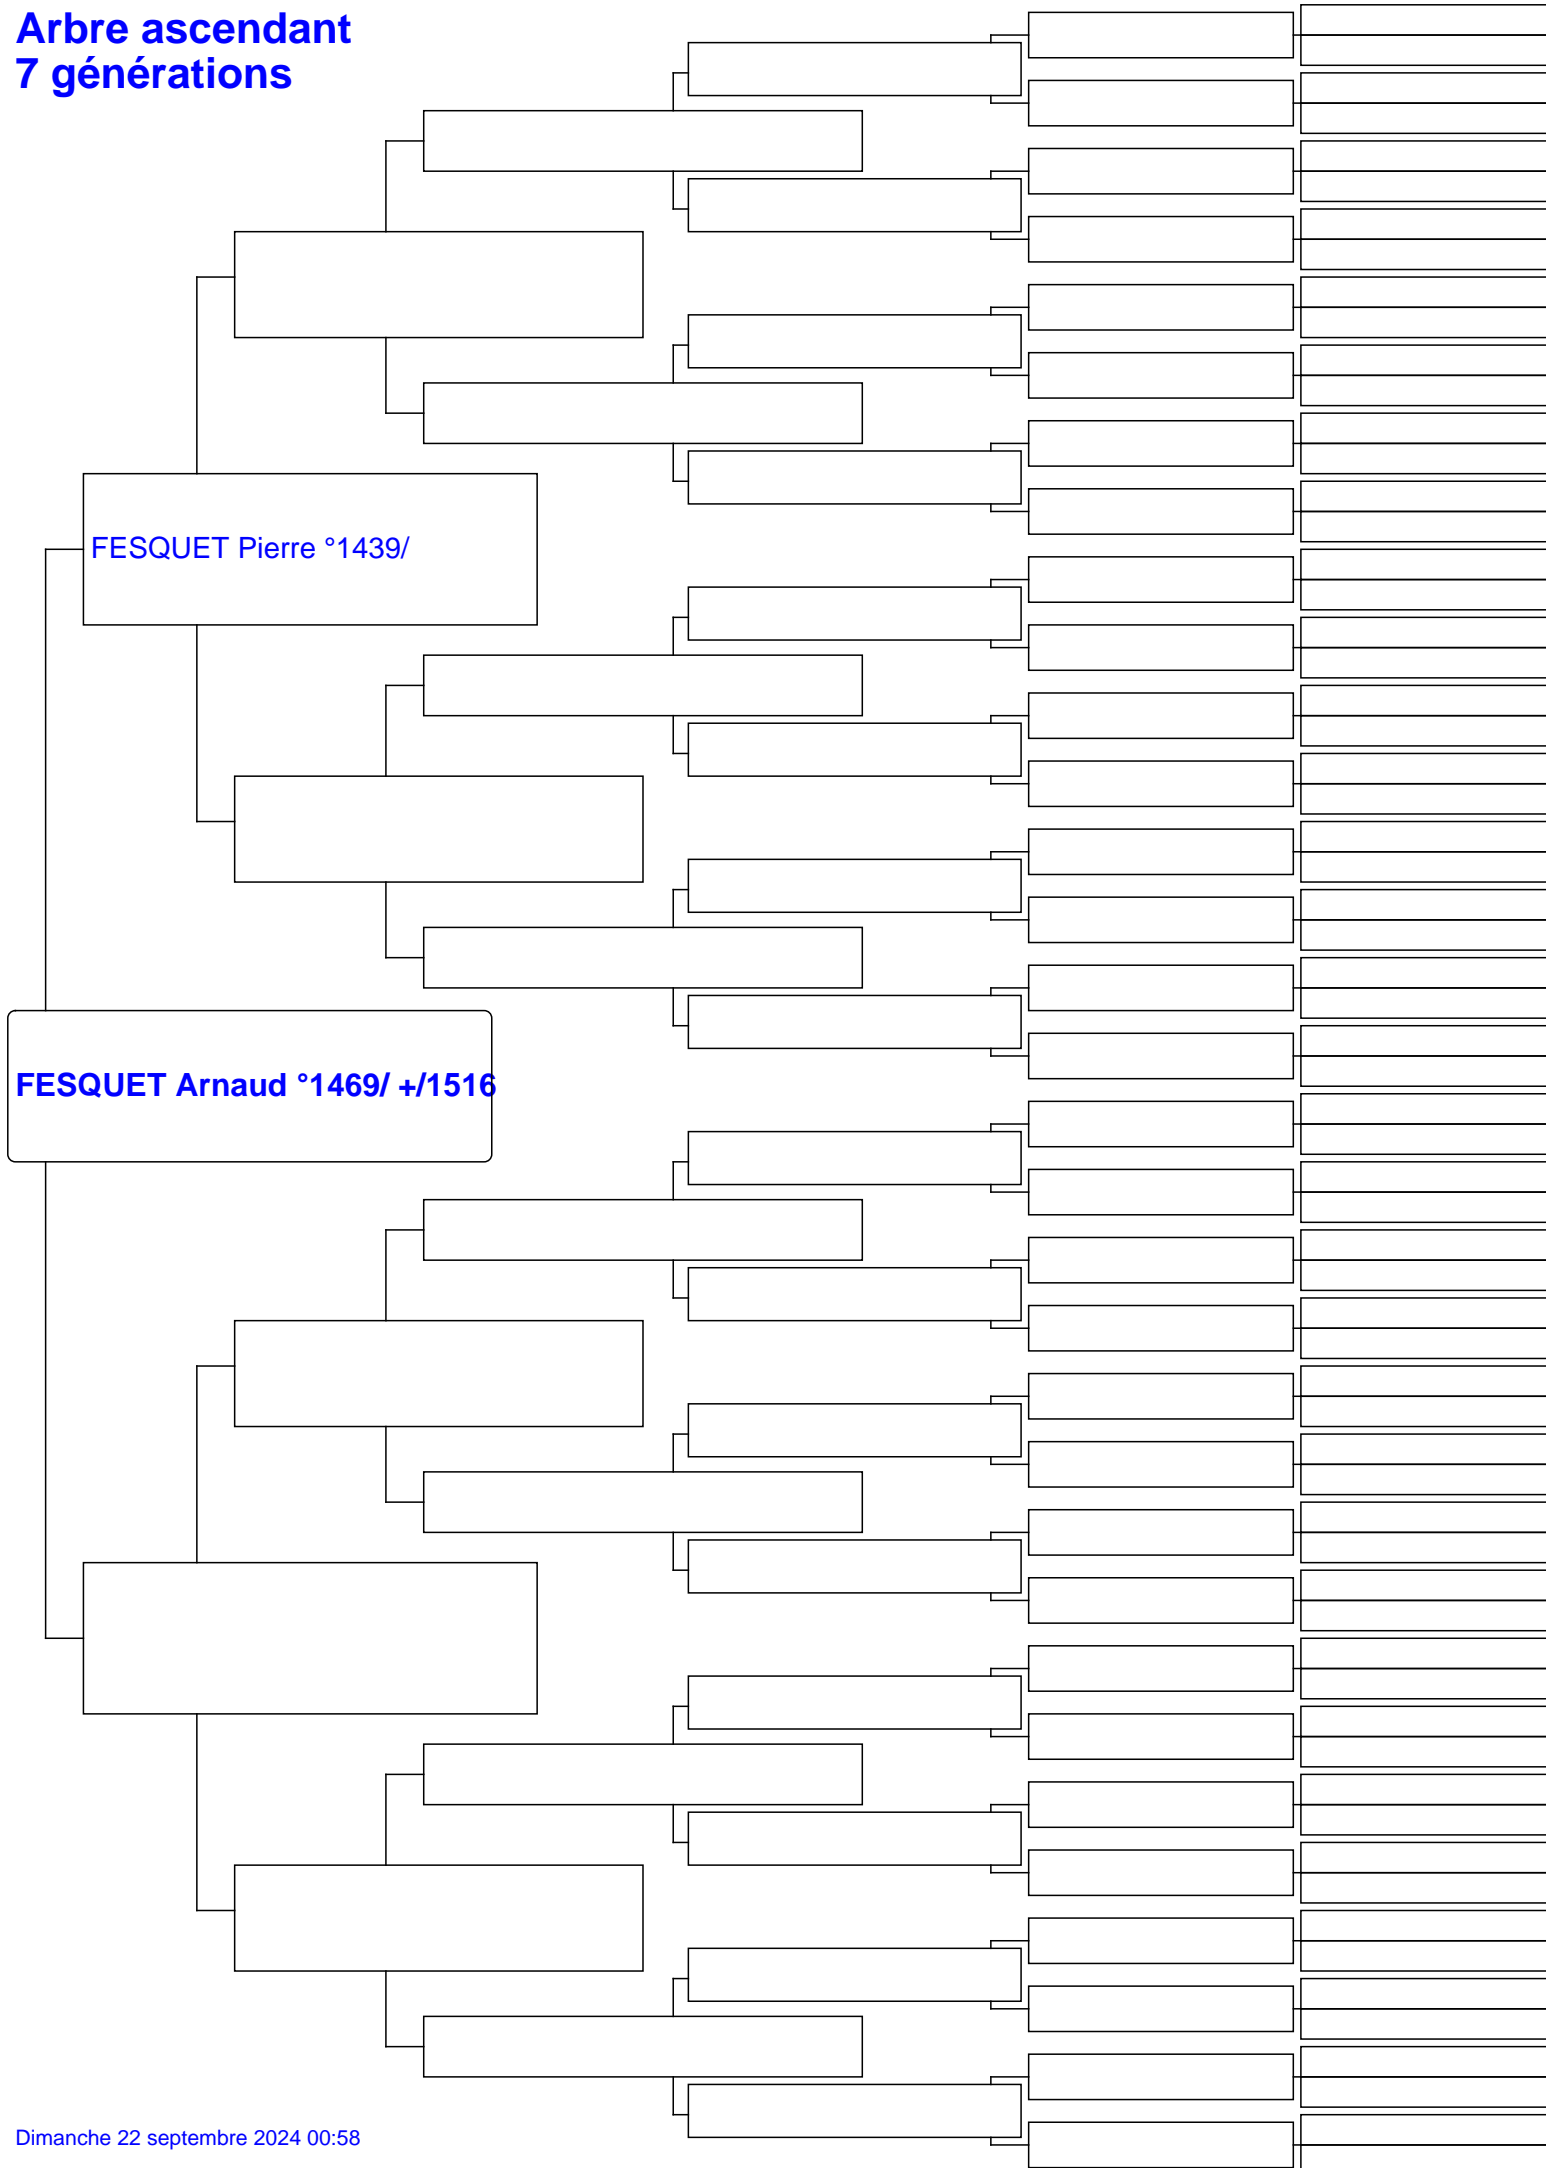 Arbre ascendant
7 générations
FESQUET Pierre °1439/
FESQUET Arnaud °1469/ +/1516
Dimanche 22 septembre 2024 00:58